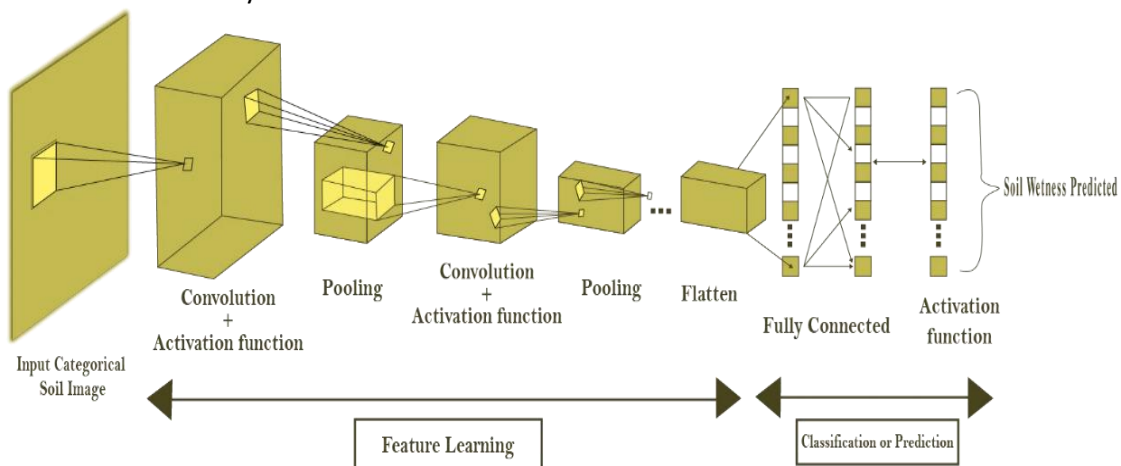 Input Categorical
Soil Image
Convolution
+
Activation function
Pooling
Convolution
+
Activation function
Pooling
Flatten
Fully Connected
Activation
function
Soil Wetness Predicted
Feature Learning
Classification or Prediction